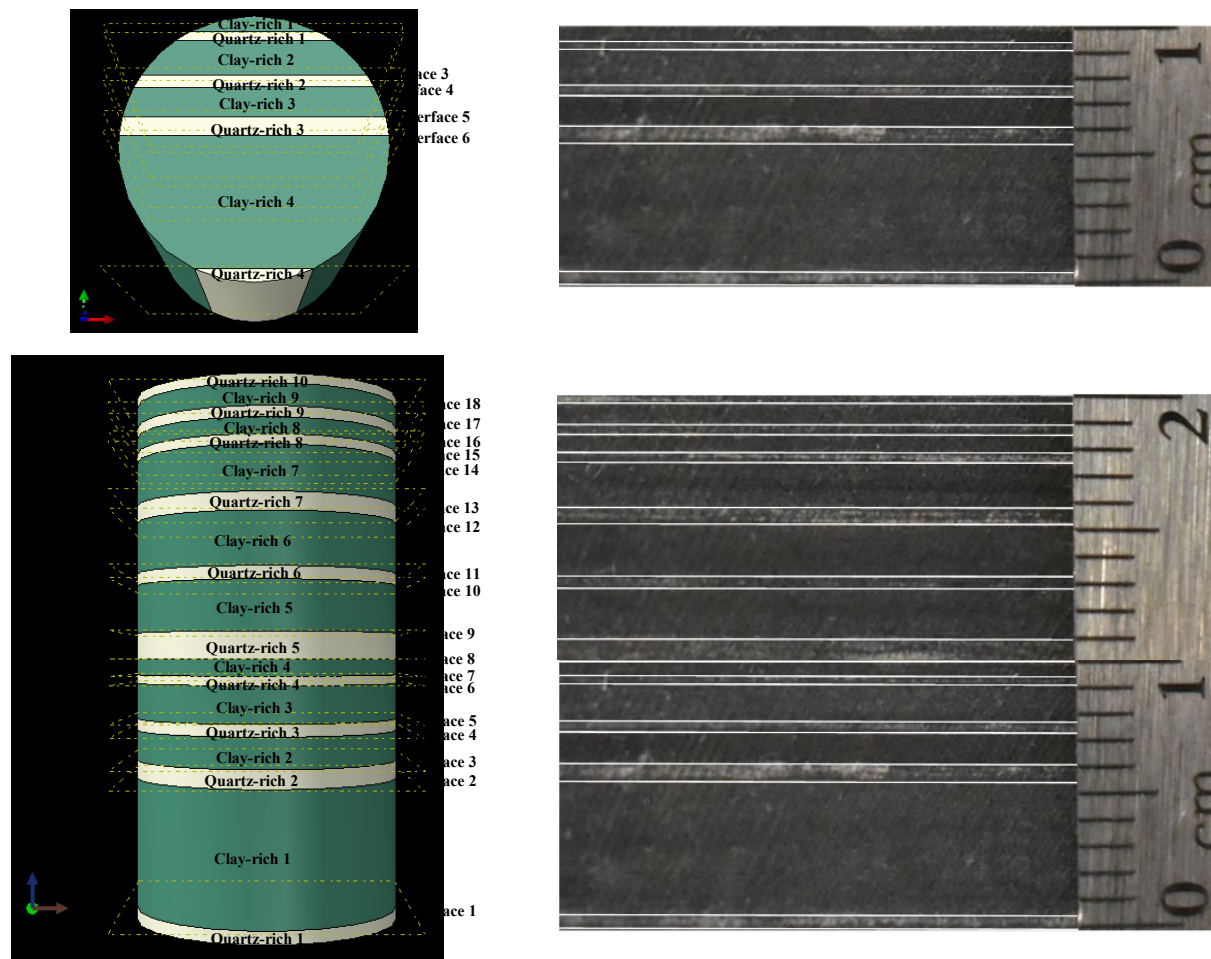 Clay-rich 1
Quartz-rich 1
Clay-rich 2
ace 3
Quartz-rich 2
face 4
Clay-rich 3
erface 5
Quartz-rich 3
erface 6
Clay-rich 4
Quartz-rich 4
1
cm
0
Quartz-rich 10
Clay-rich 9
ace 18
Quartz-rich 9
ace 17
Clay-rich 8
Quartz-rich 8
ace 16
ace 15
Clay-rich 7
ace 14
Quartz-rich 7
ace 13
ace 12
Clay-rich 6
Quartz-rich 6
ace 11
ace 10
Clay-rich 5
ace 9
Quartz-rich 5
ace 8
Clay-rich 4
ace 7
Quartz-rich 4
ace 6
Clay-rich 3
ace 5
Quartz-rich 3
ace 4
Clay-rich 2
ace 3
Quartz-rich 2
ace 2
Clay-rich 1
ace 1
Quartz-rich 1
2
1
cm
0